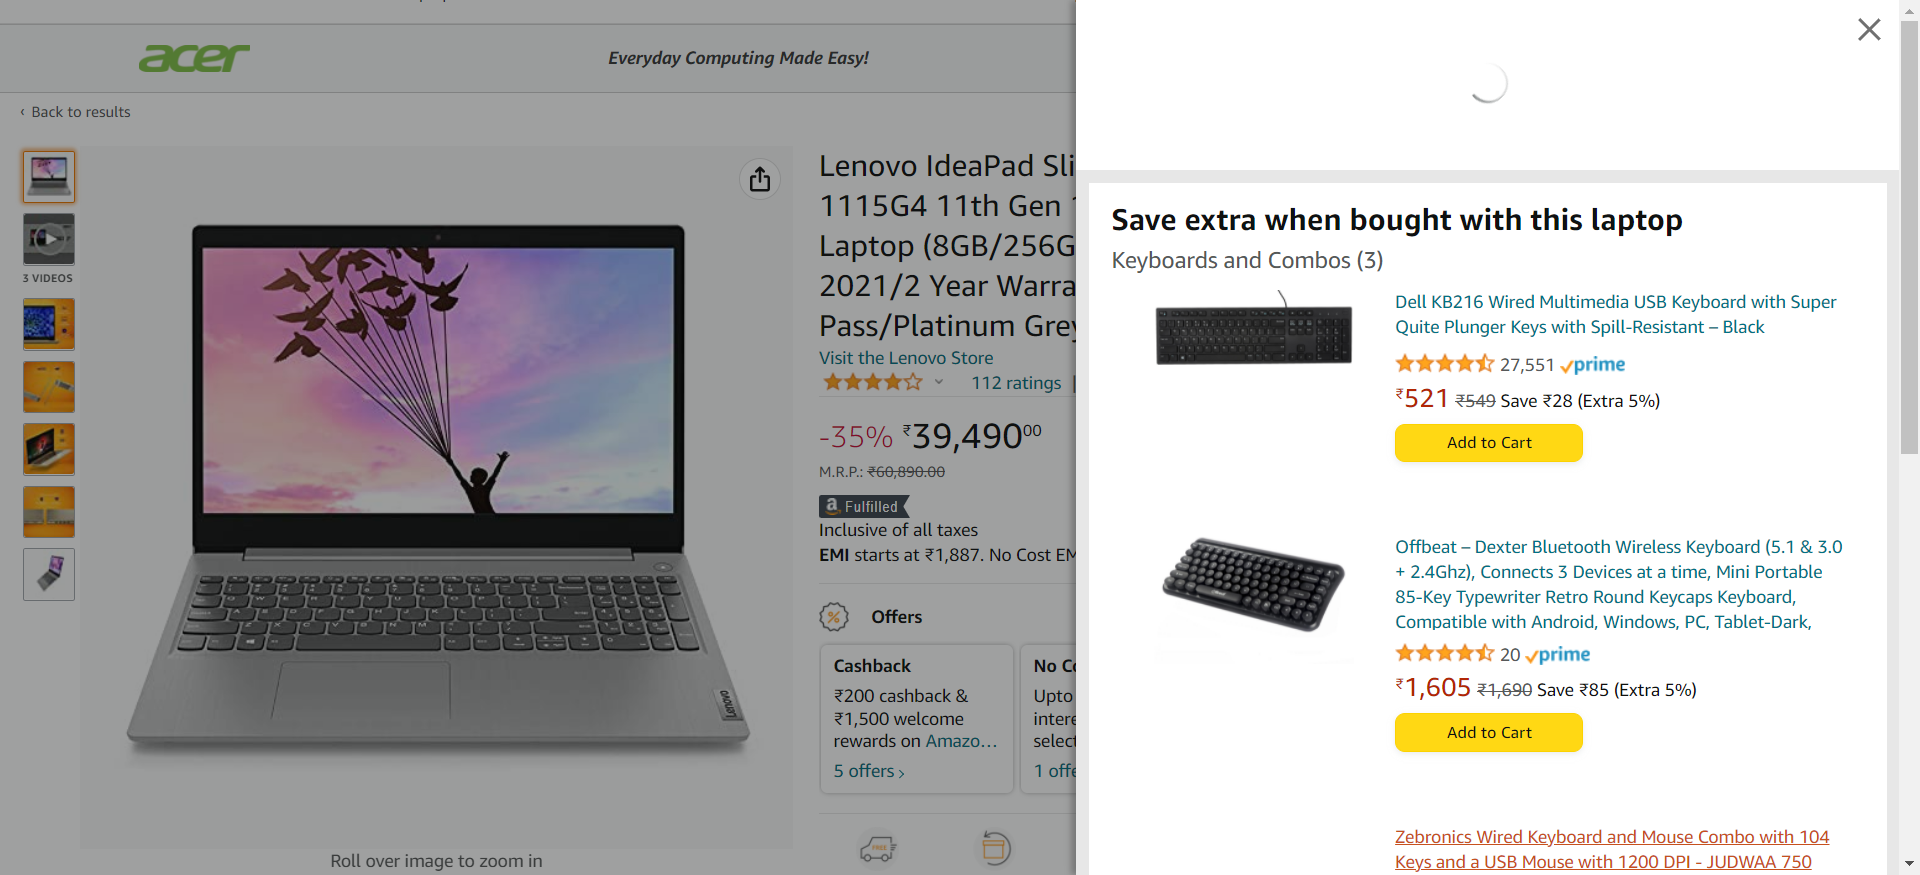 acer
Everyday Computing Made Easy!
‹ Back to results
3 VIDEOS
Lenovo
Roll over image to zoom in
Lenovo IdeaPad Sli
1115G4 11th Gen
Laptop (8GB/256G
2021/2 Year Warra
Pass/Platinum Grey
Visit the Lenovo Store
112 ratings |
-35% ₹39,49000
M.R.P.: ₹60,890.00
a Fulfilled
Inclusive of all taxes
EMI starts at ₹1,887. No Cost EM
Offers
Cashback
₹200 cashback &
₹1,500 welcome
rewards on Amazo...
5 offers ›
No Co
Upto
intere
select
1 offe
FREE
Save extra when bought with this laptop
Keyboards and Combos (3)
Dell KB216 Wired Multimedia USB Keyboard with Super
Quite Plunger Keys with Spill-Resistant – Black
27,551 prime
₹521 ₹549 Save ₹28 (Extra 5%)
Add to Cart
Offbeat – Dexter Bluetooth Wireless Keyboard (5.1 & 3.0
+ 2.4Ghz), Connects 3 Devices at a time, Mini Portable
85-Key Typewriter Retro Round Keycaps Keyboard,
Compatible with Android, Windows, PC, Tablet-Dark,
20 prime
₹1,605 ₹1,690 Save ₹85 (Extra 5%)
Add to Cart
Zebronics Wired Keyboard and Mouse Combo with 104
Keys and a USB Mouse with 1200 DPI - JUDWAA 750